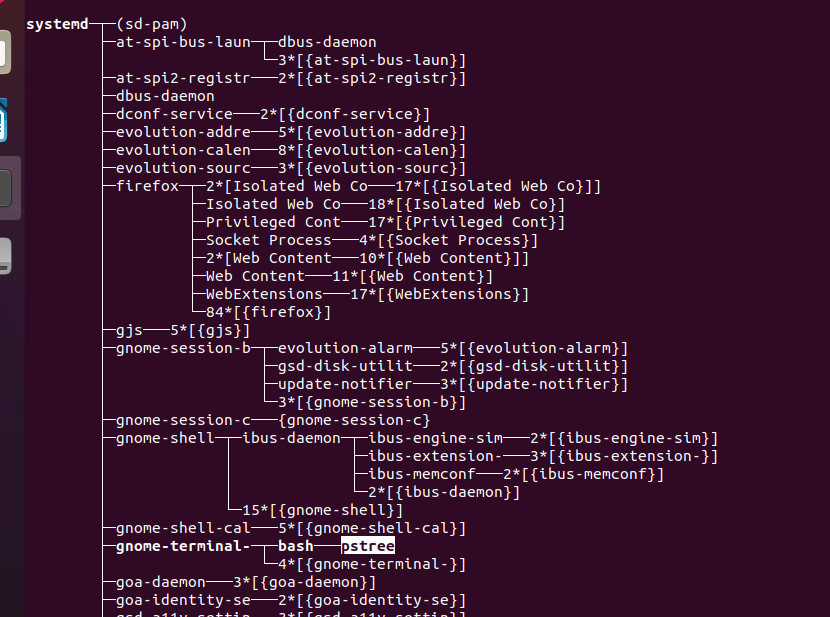 systemd─┬─(sd-pam)
        ├─at-spi-bus-laun─┬─dbus-daemon
        │                 └─3*[{at-spi-bus-laun}]
        ├─at-spi2-registr───2*[{at-spi2-registr}]
        ├─dbus-daemon
        ├─dconf-service───2*[{dconf-service}]
        ├─evolution-addre───5*[{evolution-addre}]
        ├─evolution-calen───8*[{evolution-calen}]
        ├─evolution-sourc───3*[{evolution-sourc}]
        ├─firefox─┬─2*[Isolated Web Co───17*[{Isolated Web Co}]]
        │         ├─Isolated Web Co───18*[{Isolated Web Co}]
        │         ├─Privileged Cont───17*[{Privileged Cont}]
        │         ├─Socket Process───4*[{Socket Process}]
        │         ├─2*[Web Content───10*[{Web Content}]]
        │         ├─Web Content───11*[{Web Content}]
        │         ├─WebExtensions───17*[{WebExtensions}]
        │         └─84*[{firefox}]
        ├─gjs───5*[{gjs}]
        ├─gnome-session-b─┬─evolution-alarm───5*[{evolution-alarm}]
        │                 ├─gsd-disk-utilit───2*[{gsd-disk-utilit}]
        │                 ├─update-notifier───3*[{update-notifier}]
        │                 └─3*[{gnome-session-b}]
        ├─gnome-session-c───{gnome-session-c}
        ├─gnome-shell─┬─ibus-daemon─┬─ibus-engine-sim───2*[{ibus-engine-sim}]
        │             │             ├─ibus-extension-───3*[{ibus-extension-}]
        │             │             ├─ibus-memconf───2*[{ibus-memconf}]
        │             │             └─2*[{ibus-daemon}]
        │             └─15*[{gnome-shell}]
        ├─gnome-shell-cal───5*[{gnome-shell-cal}]
        ├─gnome-terminal-─┬─bash───pstree
        │                 └─4*[{gnome-terminal-}]
        ├─goa-daemon───3*[{goa-daemon}]
        ├─goa-identity-se───2*[{goa-identity-se}]